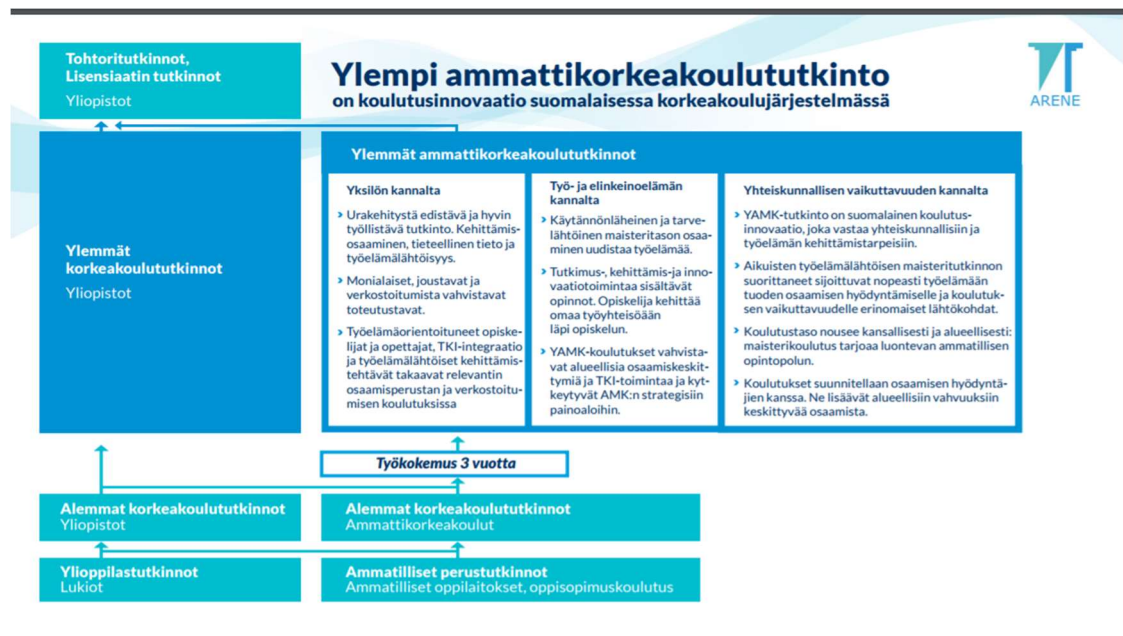 Tohtoritutkinnot,
Lisensiaatin tutkinnot
Yliopistot
Ylempi ammattikorkeakoulututkinto
on koulutusinnovaatio suomalaisessa korkeakoulujärjestelmässä
ARENE
Ylemmät
korkeakoulututkinnot
Yliopistot
Ylemmät ammattikorkeakoulututkinnot
Yksilön kannalta
Urakehitystä edistävä ja hyvin
työllistävä tutkinto. Kehittämis-
osaaminen, tieteellinen tieto ja
työelämälähtöisyys.
Monialaiset, joustavat ja
verkostoitumista vahvistavat
toteutustavat.
Työelämäorientoituneet opiske-
lijat ja opettajat, TKI-integraatio
ja työelämälähtöiset kehittämis-
tehtävät takaavat relevantin
osaamisperustan ja verkostoitu-
misen koulutuksissa
Työ- ja elinkeinoelämän
kannalta
Käytännönläheinen ja tarve-
lähtöinen maisteritason osaa-
minen uudistaa työelämää.
Tutkimus-, kehittämis-ja inno-
vaatiotoimintaa sisältävät
opinnot. Opiskelija kehittää
omaa työyhteisöään
läpi opiskelun.
YAMK-koulutukset vahvista-
vat alueellisia osaamiskeskit-
tymiä ja TKI-toimintaa ja kyt-
keytyvät AMK:n strategisiin
painoaloihin.
Yhteiskunnallisen vaikuttavuuden kannalta
YAMK-tutkinto on suomalainen koulutus-
innovaatio, joka vastaa yhteiskunnallisiin ja
työelämän kehittämistarpeisiin.
Aikuisten työelämälähtöisen maisteritutkinnon
suorittaneet sijoittuvat nopeasti työelämään
tuoden osaamisen hyödyntämiselle ja koulutuk-
sen vaikuttavuudelle erinomaiset lähtökohdat.
Koulutustaso nousee kansallisesti ja alueellisesti:
maisterikoulutus tarjoaa luontevan ammatillisen
opintopolun.
Koulutukset suunnitellaan osaamisen hyödyntä-
jien kanssa. Ne lisäävät alueellisiin vahvuuksiin
keskittyvää osaamista.
Työkokemus 3 vuotta
Alemmat korkeakoulututkinnot
Yliopistot
Alemmat korkeakoulututkinnot
Ammattikorkeakoulut
Ylioppilastutkinnot
Lukiot
Ammatilliset perustutkinnot
Ammatilliset oppilaitokset, oppisopimuskoulutus